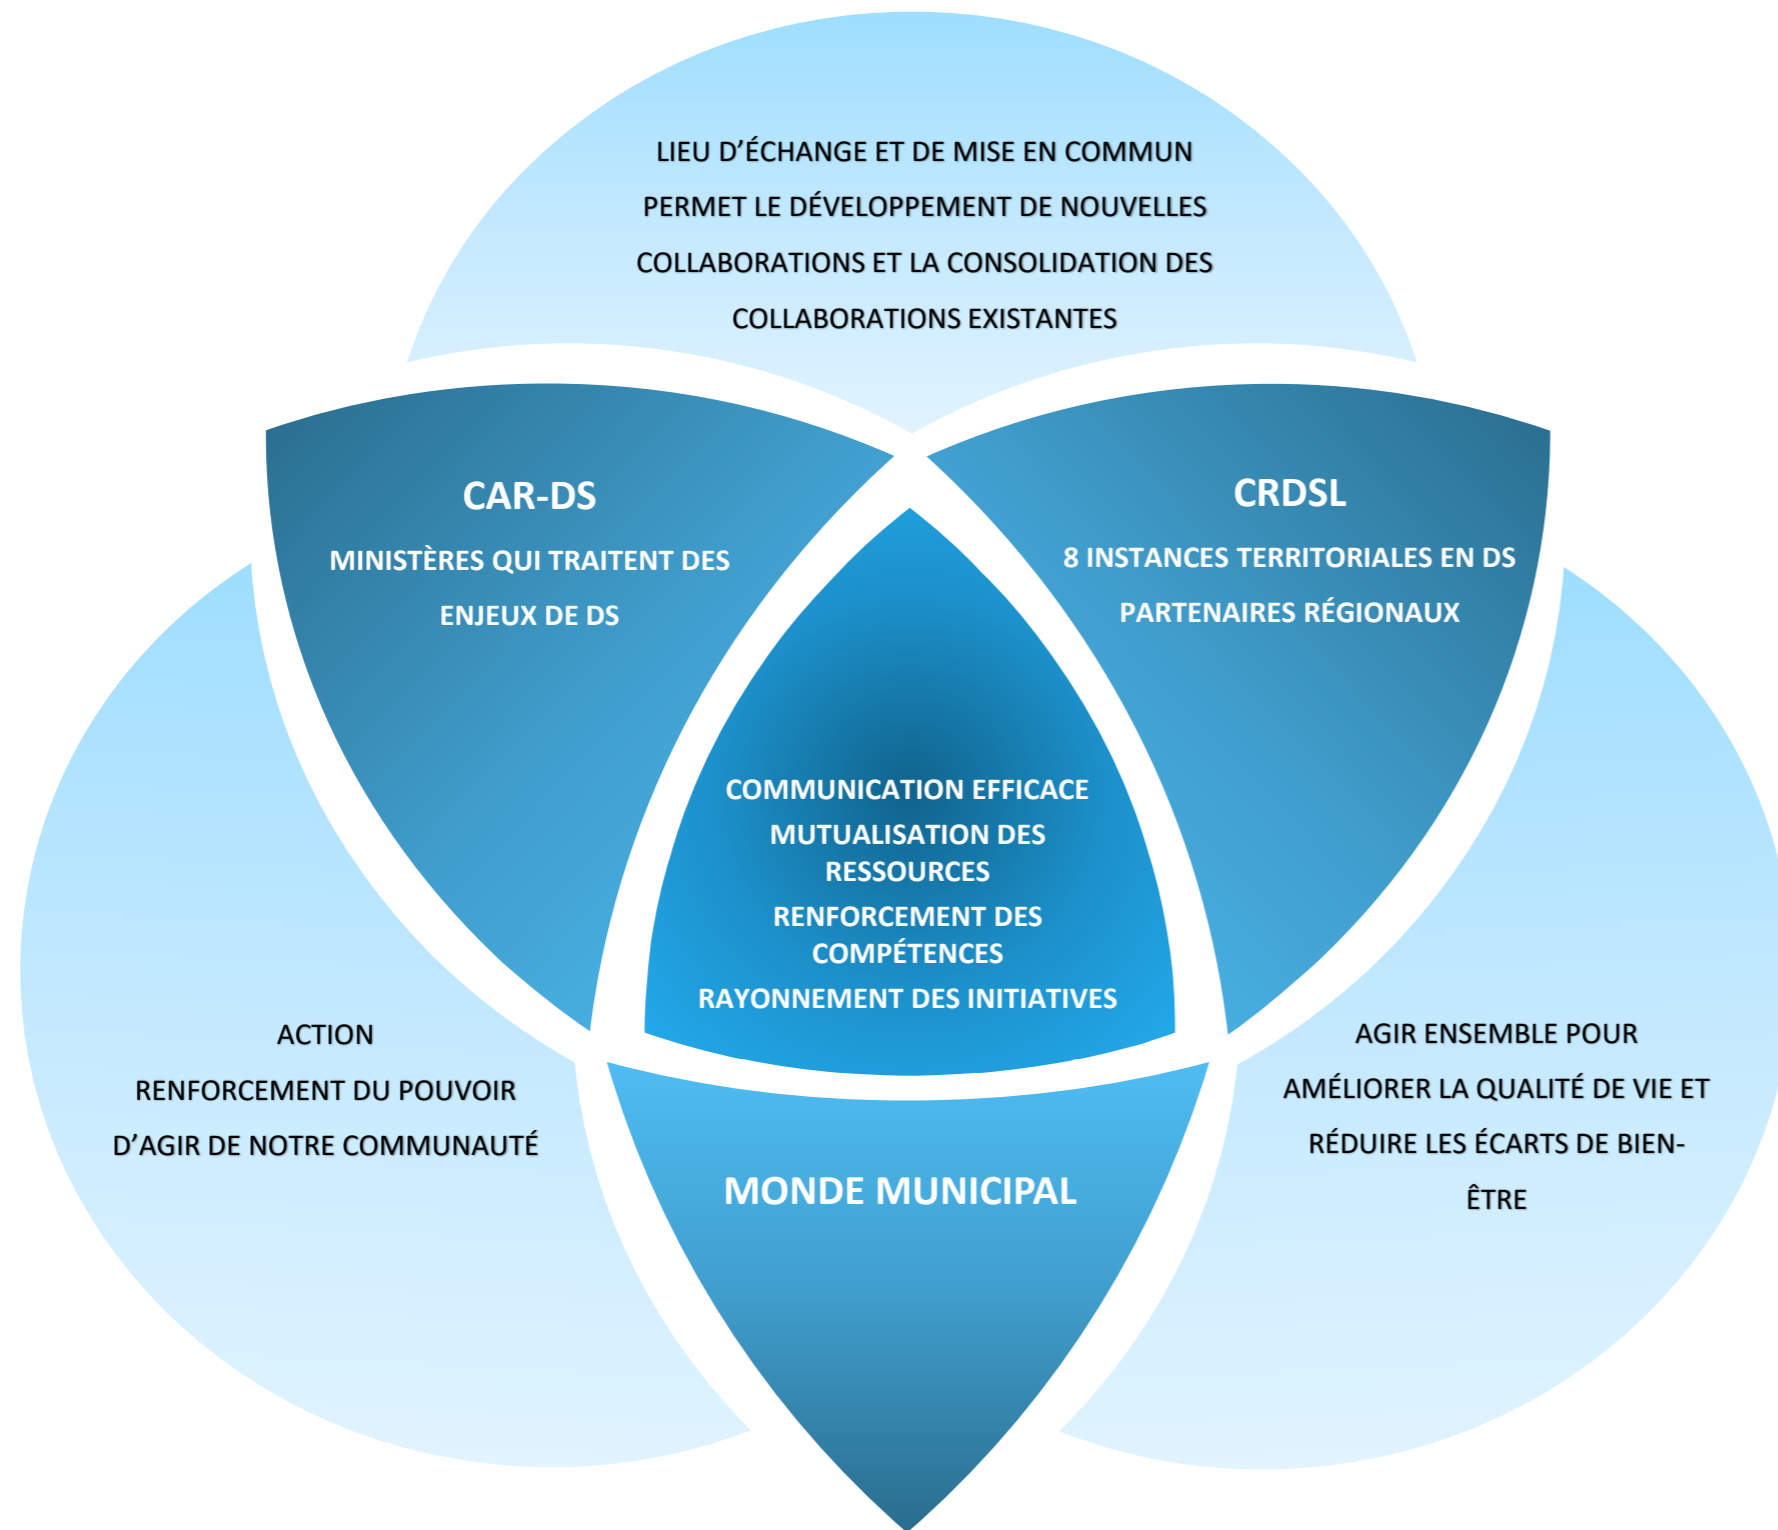 LIEU D’ÉCHANGE ET DE MISE EN COMMUN
PERMET LE DÉVELOPPEMENT DE NOUVELLES
COLLABORATIONS ET LA CONSOLIDATION DES
COLLABORATIONS EXISTANTES
CAR-DS
MINISTÈRES QUI TRAITENT DES
ENJEUX DE DS
CRDSL
8 INSTANCES TERRITORIALES EN DS
PARTENAIRES RÉGIONAUX
COMMUNICATION EFFICACE
MUTUALISATION DES
RESSOURCES
RENFORCEMENT DES
COMPÉTENCES
RAYONNEMENT DES INITIATIVES
ACTION
RENFORCEMENT DU POUVOIR
D’AGIR DE NOTRE COMMUNAUTÉ
AGIR ENSEMBLE POUR
AMÉLIORER LA QUALITÉ DE VIE ET
RÉDUIRE LES ÉCARTS DE BIEN-
ÊTRE
MONDE MUNICIPAL